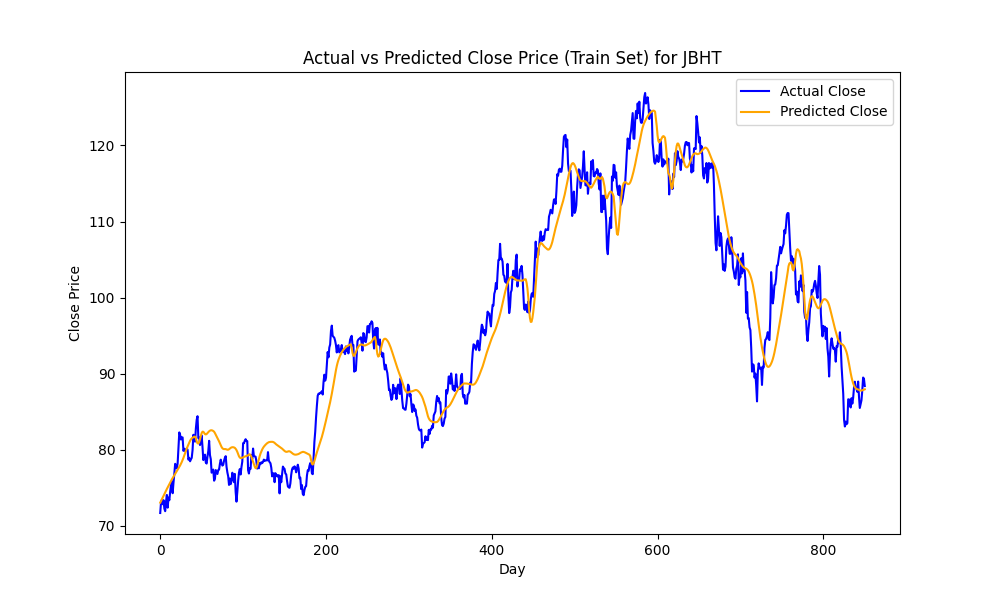 Actual vs Predicted Close Price (Train Set) for JBHT
Actual Close
Predicted Close
Close Price
120
110
100
90
80
70
0 200 400 600 800
Day